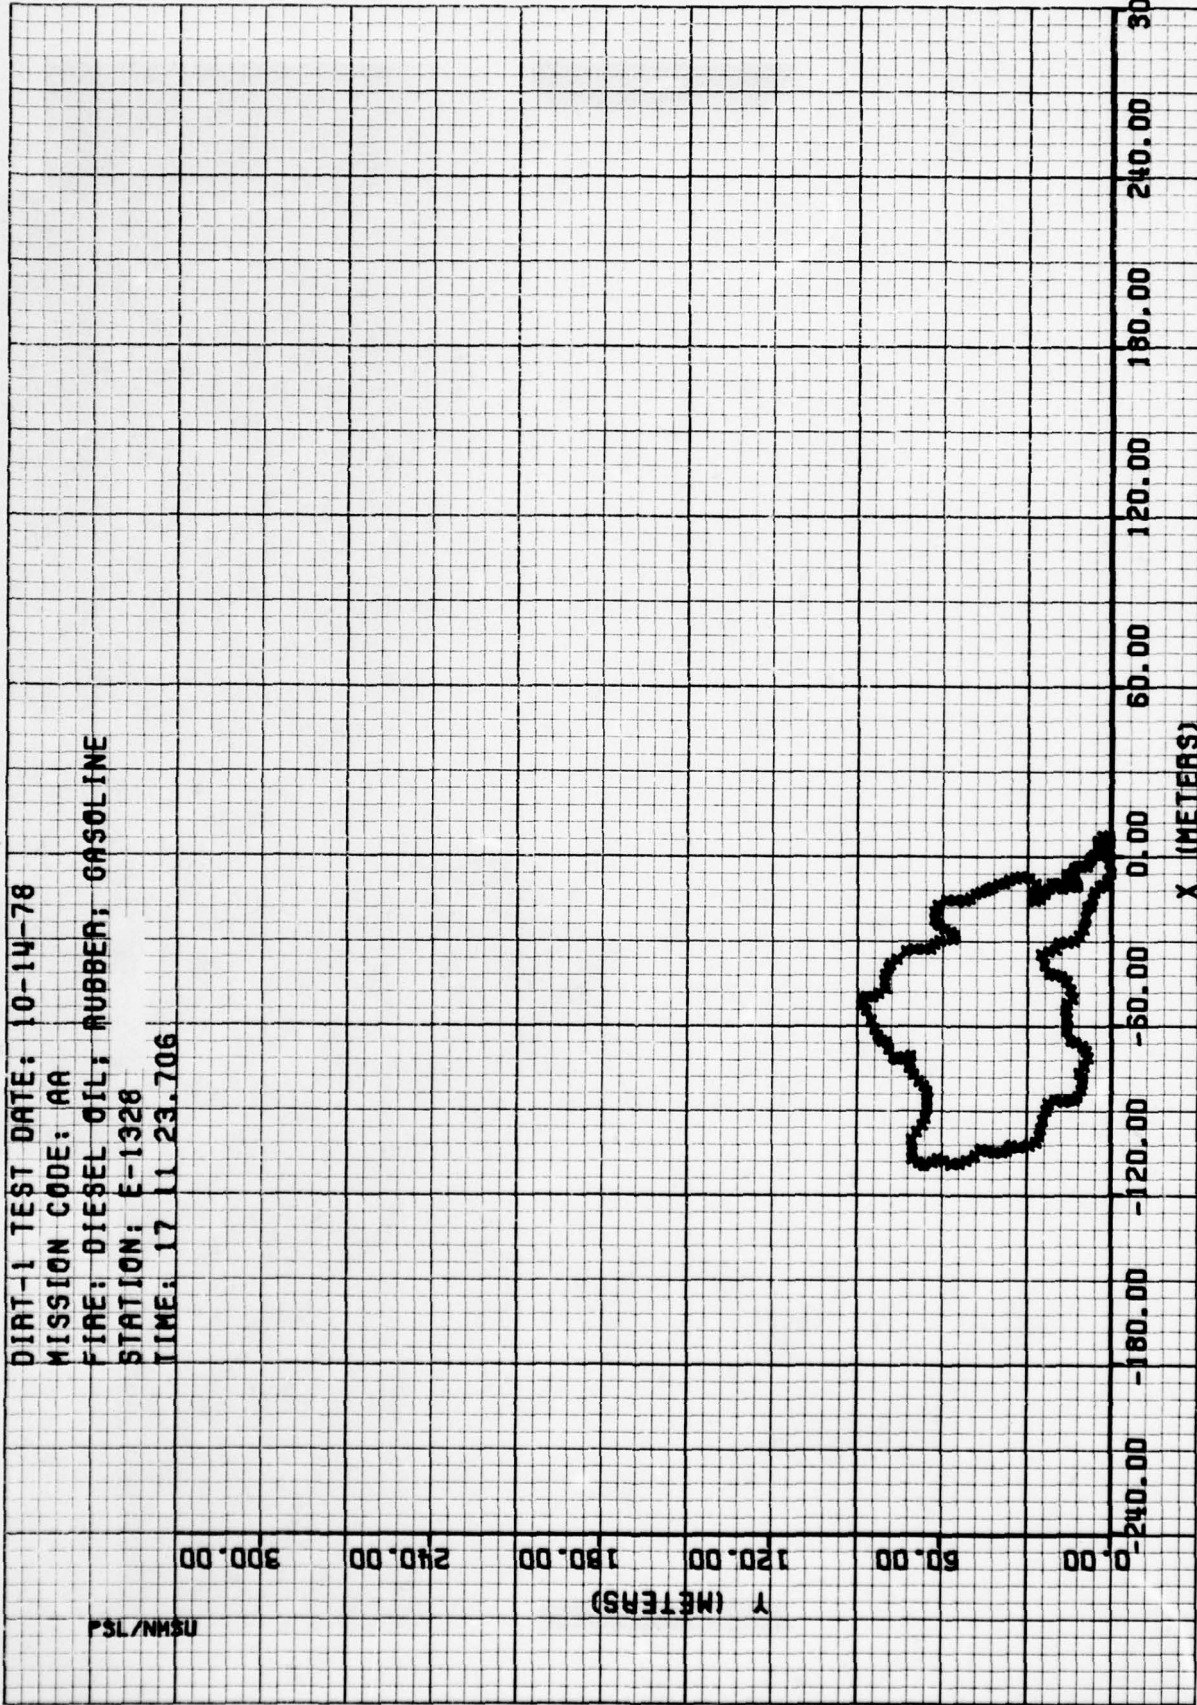 DIRT-1 TEST DATE: 10-14-78
MISSION CODE: AA
FIRE: DIESEL OIL; RUBBER; GASOLINE
STATION: E-1328
TIME: 17 11 23.706
PSL/NMSU
Y (METERS)
300.00
240.00
180.00
120.00
60.00
0.00
-240.00 -180.00 -120.00 -60.00 0.00 60.00 120.00 180.00 240.00 30
X (METERS)